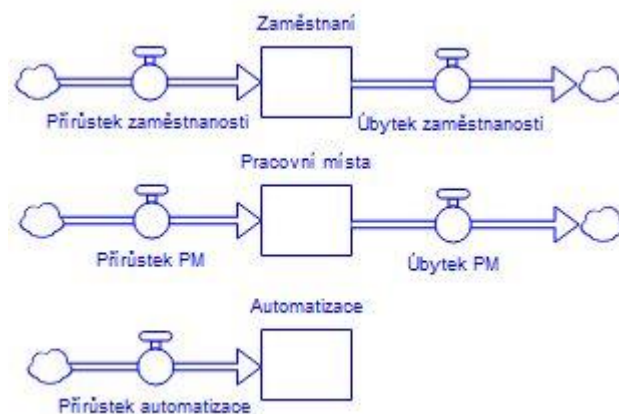 Zaměstnaní
Přírůstek zaměstnanosti
Úbytek zaměstnanosti
Pracovní místa
Přírůstek PM
Úbytek PM
Automatizace
Přírůstek automatizace